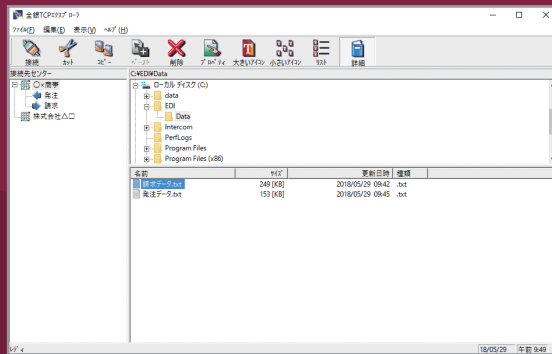 全銀TCPエクスプローラ
ファイル(F) 編集(E) 表示(V) ヘルプ(H)
接続 カット コピー ペースト 削除 プロパティ 大きいアイコン 小さいアイコン リスト 詳細
接続先センター
○×商事
発注
請求
株式会社△□
C:¥EDI¥Data
ローカル ディスク (C:)
data
EDI
Data
Intercom
PerfLogs
Program Files
Program Files (x86)
名前 サイズ 更新日時 種類
請求データ.txt 249 [KB] 2018/05/29 09:42 .txt
発注データ.txt 153 [KB] 2018/05/29 09:45 .txt
レディ 18/05/29 午前 9:49